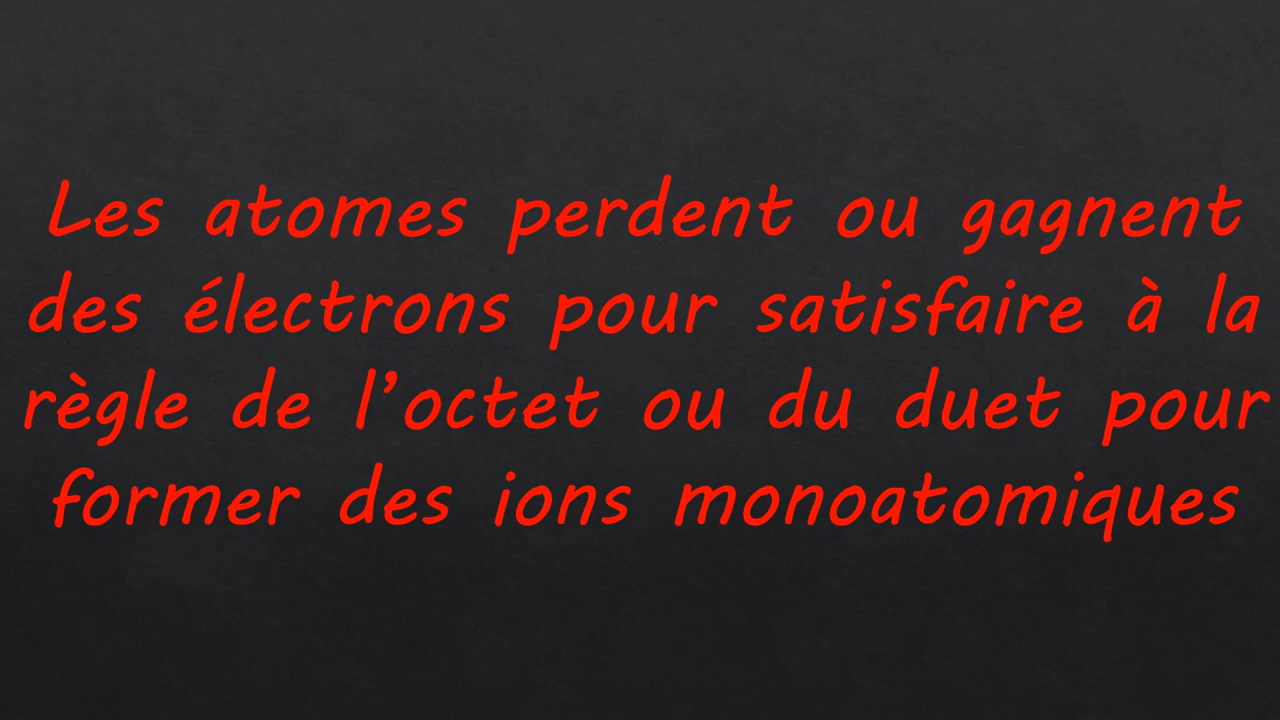 Les atomes perdent ou gagnent
des électrons pour satisfaire à la
règle de l’octet ou du duet pour
former des ions monoatomiques